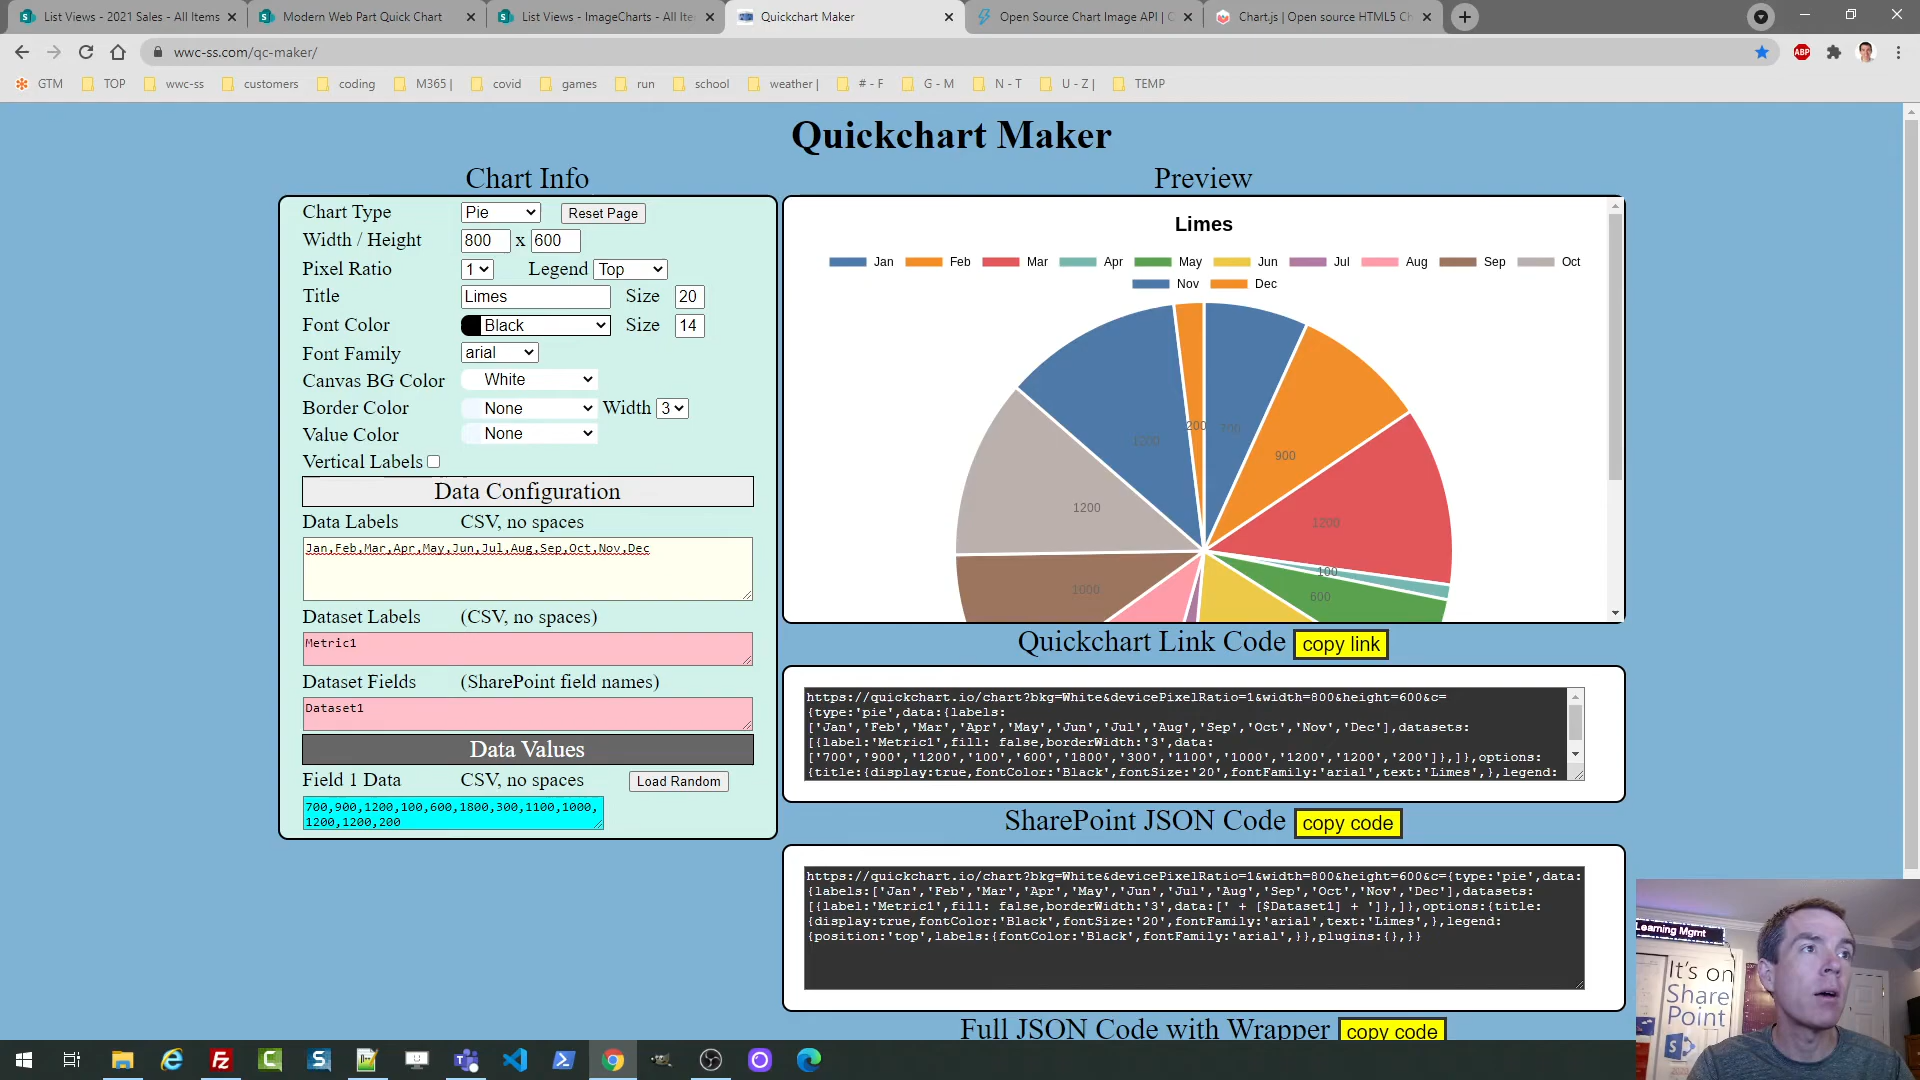 List Views - 2021 Sales - All Items
Modern Web Part Quick Chart
List Views - ImageCharts - All Ite
Quickchart Maker
Open Source Chart Image API | C
Chart.js | Open source HTML5 Ch
wwc-ss.com/qc-maker/
ABP
GTM TOP wwc-ss customers coding M365 | covid games run school weather | # - F G - M N - T U - Z | TEMP
Quickchart Maker
Chart Info
Chart Type Pie Reset Page
Width / Height 800 x 600
Pixel Ratio 1 Legend Top
Title Limes Size 20
Font Color Black Size 14
Font Family arial
Canvas BG Color White
Border Color None Width 3
Value Color None
Vertical Labels
Data Configuration
Data Labels CSV, no spaces
Jan,Feb,Mar,Apr,May,Jun,Jul,Aug,Sep,Oct,Nov,Dec
Dataset Labels (CSV, no spaces)
Metric1
Dataset Fields (SharePoint field names)
Dataset1
Data Values
Field 1 Data CSV, no spaces Load Random
700,900,1200,100,600,1800,300,1100,1000,
1200,1200,200
Preview
Limes
Jan Feb Mar Apr May Jun Jul Aug Sep Oct
Nov Dec
200 700
1200
900
1200
1200
100
1000
600
Quickchart Link Code copy link
https://quickchart.io/chart?bkg=White&devicePixelRatio=1&width=800&height=600&c=
{type:'pie',data:{labels:
['Jan','Feb','Mar','Apr','May','Jun','Jul','Aug','Sep','Oct','Nov','Dec'],datasets:
[{label:'Metric1',fill: false,borderWidth:'3',data:
['700','900','1200','100','600','1800','300','1100','1000','1200','1200','200']},]},options:
{title:{display:true,fontColor:'Black',fontSize:'20',fontFamily:'arial',text:'Limes',},legend:
SharePoint JSON Code copy code
https://quickchart.io/chart?bkg=White&devicePixelRatio=1&width=800&height=600&c={type:'pie',data:
{labels:['Jan','Feb','Mar','Apr','May','Jun','Jul','Aug','Sep','Oct','Nov','Dec'],datasets:
[{label:'Metric1',fill: false,borderWidth:'3',data:[' + [$Dataset1] + ']},]},options:{title:
{display:true,fontColor:'Black',fontSize:'20',fontFamily:'arial',text:'Limes',},legend:
{position:'top',labels:{fontColor:'Black',fontFamily:'arial',}},plugins:{},}}
Full JSON Code with Wrapper copy code
Learning Mgmt
It's on
Share
Point
S